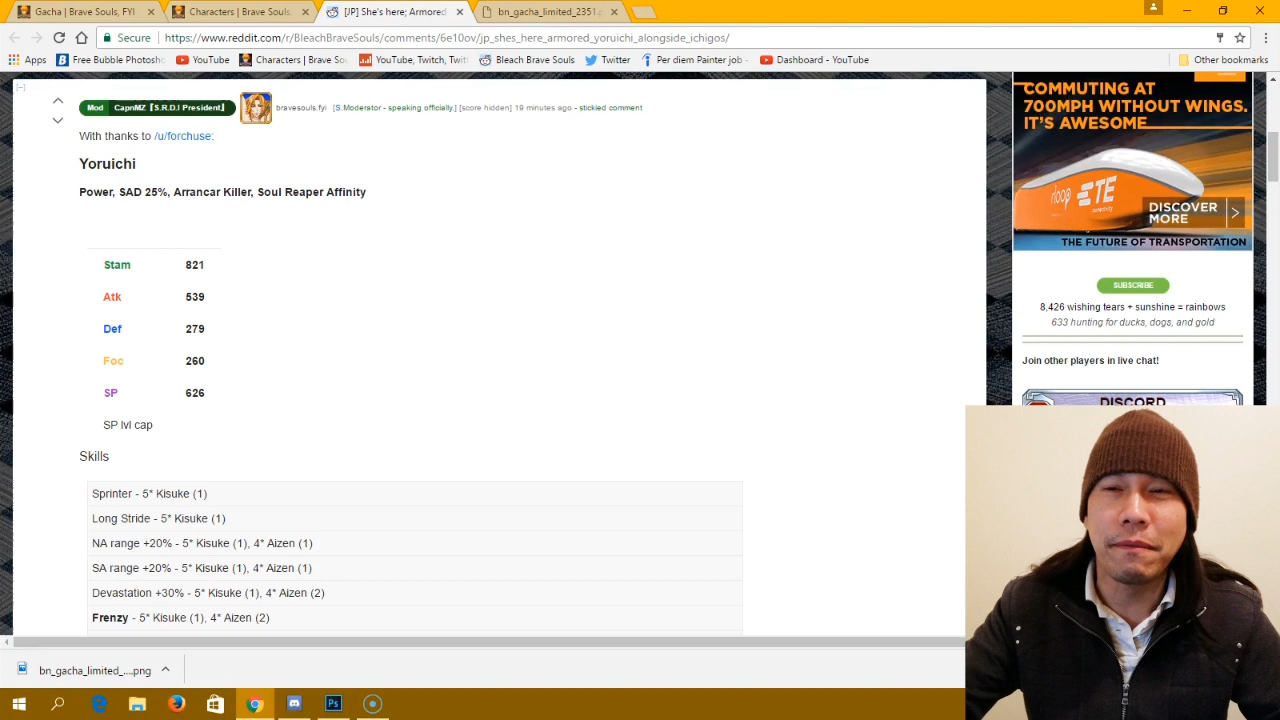 Gacha | Brave Souls, FYI
Characters | Brave Souls.
[JP] She's here; Armored
bn_gacha_limited_2351.p
Secure
https://www.reddit.com/r/BleachBraveSouls/comments/6e10ov/jp_shes_here_armored_yoruichi_alongside_ichigos/
Apps
Free Bubble Photosh
YouTube
Characters | Brave Sou
YouTube, Twitch, Twit
Bleach Brave Souls
Twitter
Per diem Painter job -
Dashboard - YouTube
Other bookmarks
[–]
Mod CapnMZ『S.R.D.I President』 bravesouls.fyi [S,Moderator - speaking officially.] [score hidden] 19 minutes ago - stickied comment
With thanks to /u/forchuse:
Yoruichi
Power, SAD 25%, Arrancar Killer, Soul Reaper Affinity
Stam 821
Atk 539
Def 279
Foc 260
SP 626
SP lvl cap
Skills
Sprinter - 5* Kisuke (1)
Long Stride - 5* Kisuke (1)
NA range +20% - 5* Kisuke (1), 4* Aizen (1)
SA range +20% - 5* Kisuke (1), 4* Aizen (1)
Devastation +30% - 5* Kisuke (1), 4* Aizen (2)
Frenzy - 5* Kisuke (1), 4* Aizen (2)
COMMUTING AT
700MPH WITHOUT WINGS.
IT'S AWESOME
rloop
TE
connectivity
DISCOVER
MORE
THE FUTURE OF TRANSPORTATION
SUBSCRIBE
8,426 wishing tears + sunshine = rainbows
633 hunting for ducks, dogs, and gold
Join other players in live chat!
DISCORD
bn_gacha_limited_....png
Ps